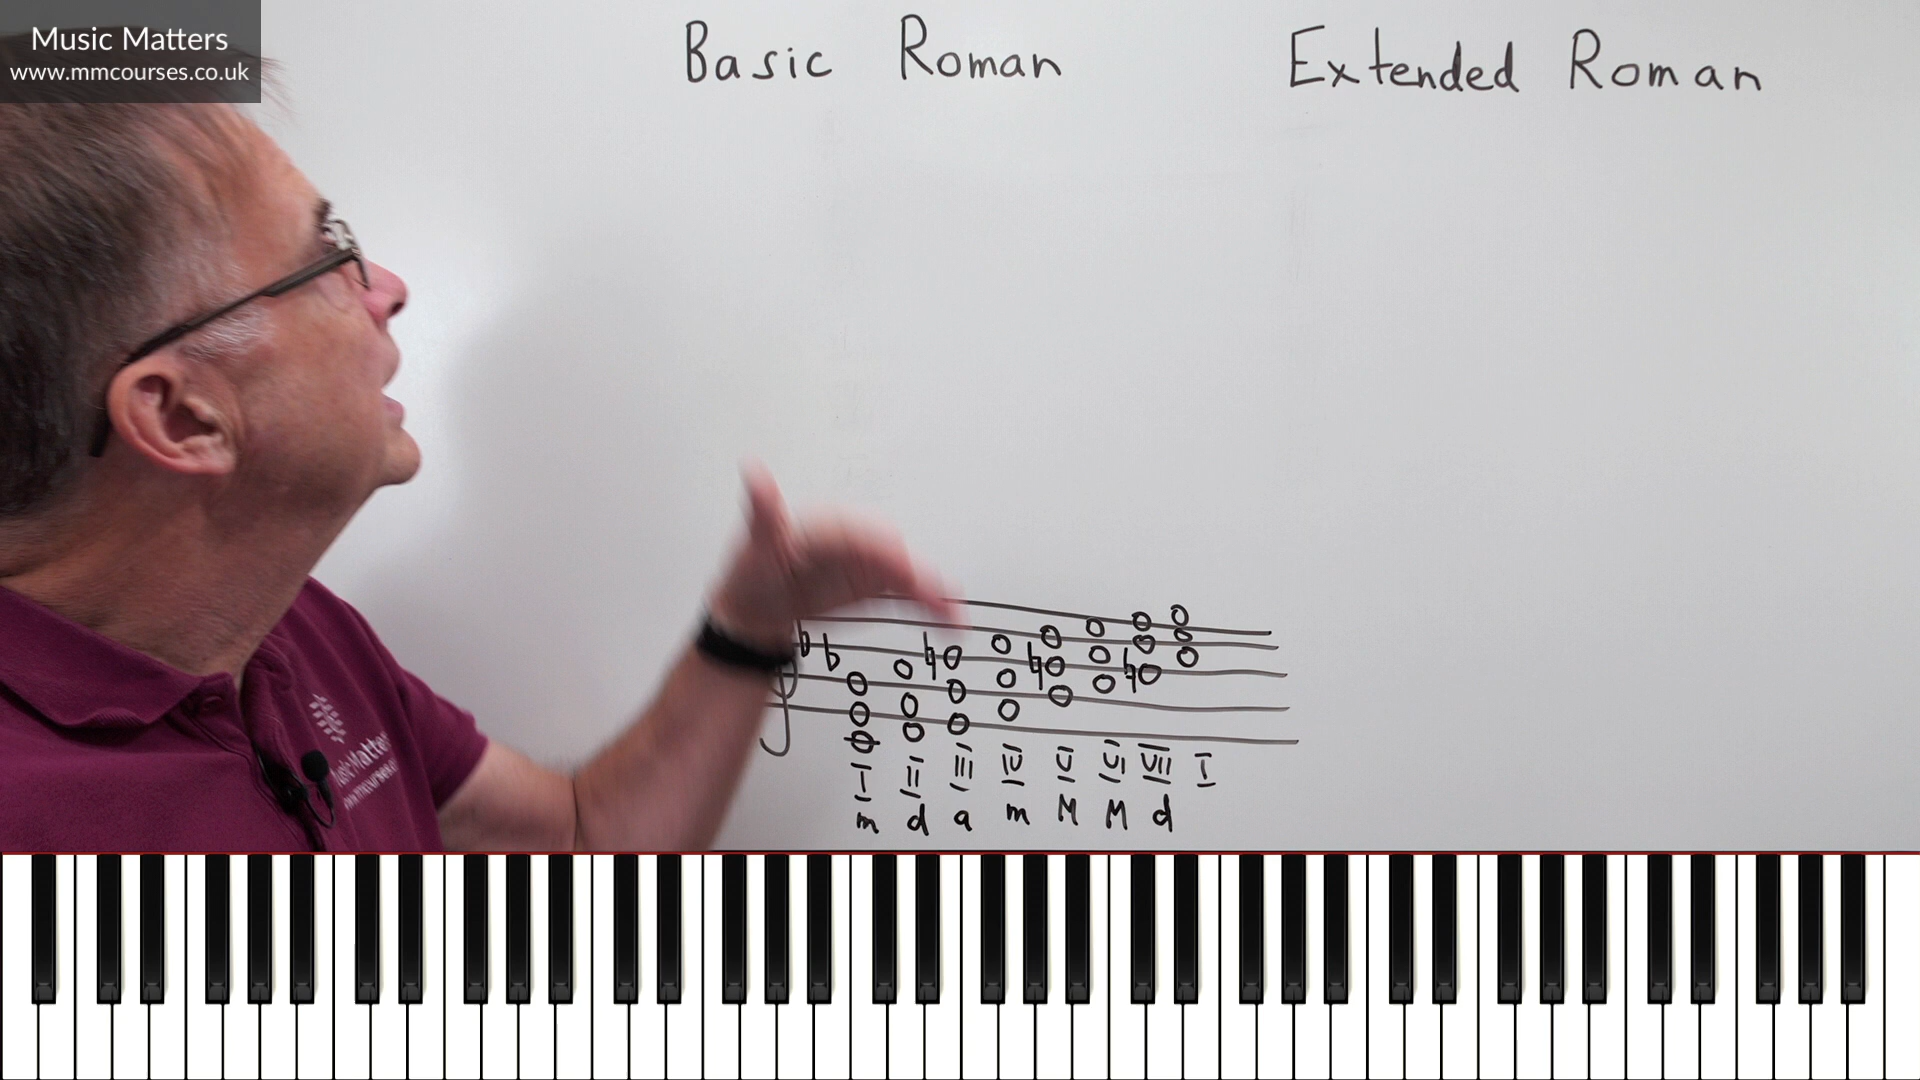 Music Matters
www.mmcourses.co.uk
Basic Roman
Extended Roman
I II III IV V VI VII I
m d a m M M d